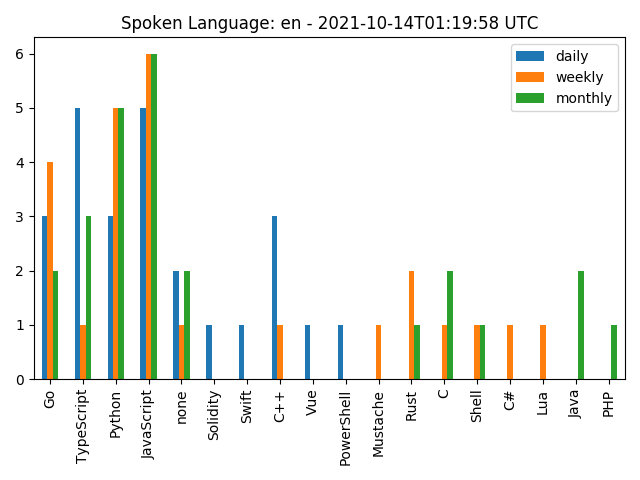 Spoken Language: en - 2021-10-14T01:19:58 UTC
daily
weekly
monthly
6
5
4
3
2
1
0
Go
TypeScript
Python
JavaScript
none
Solidity
Swift
C++
Vue
PowerShell
Mustache
Rust
C
Shell
C#
Lua
Java
PHP